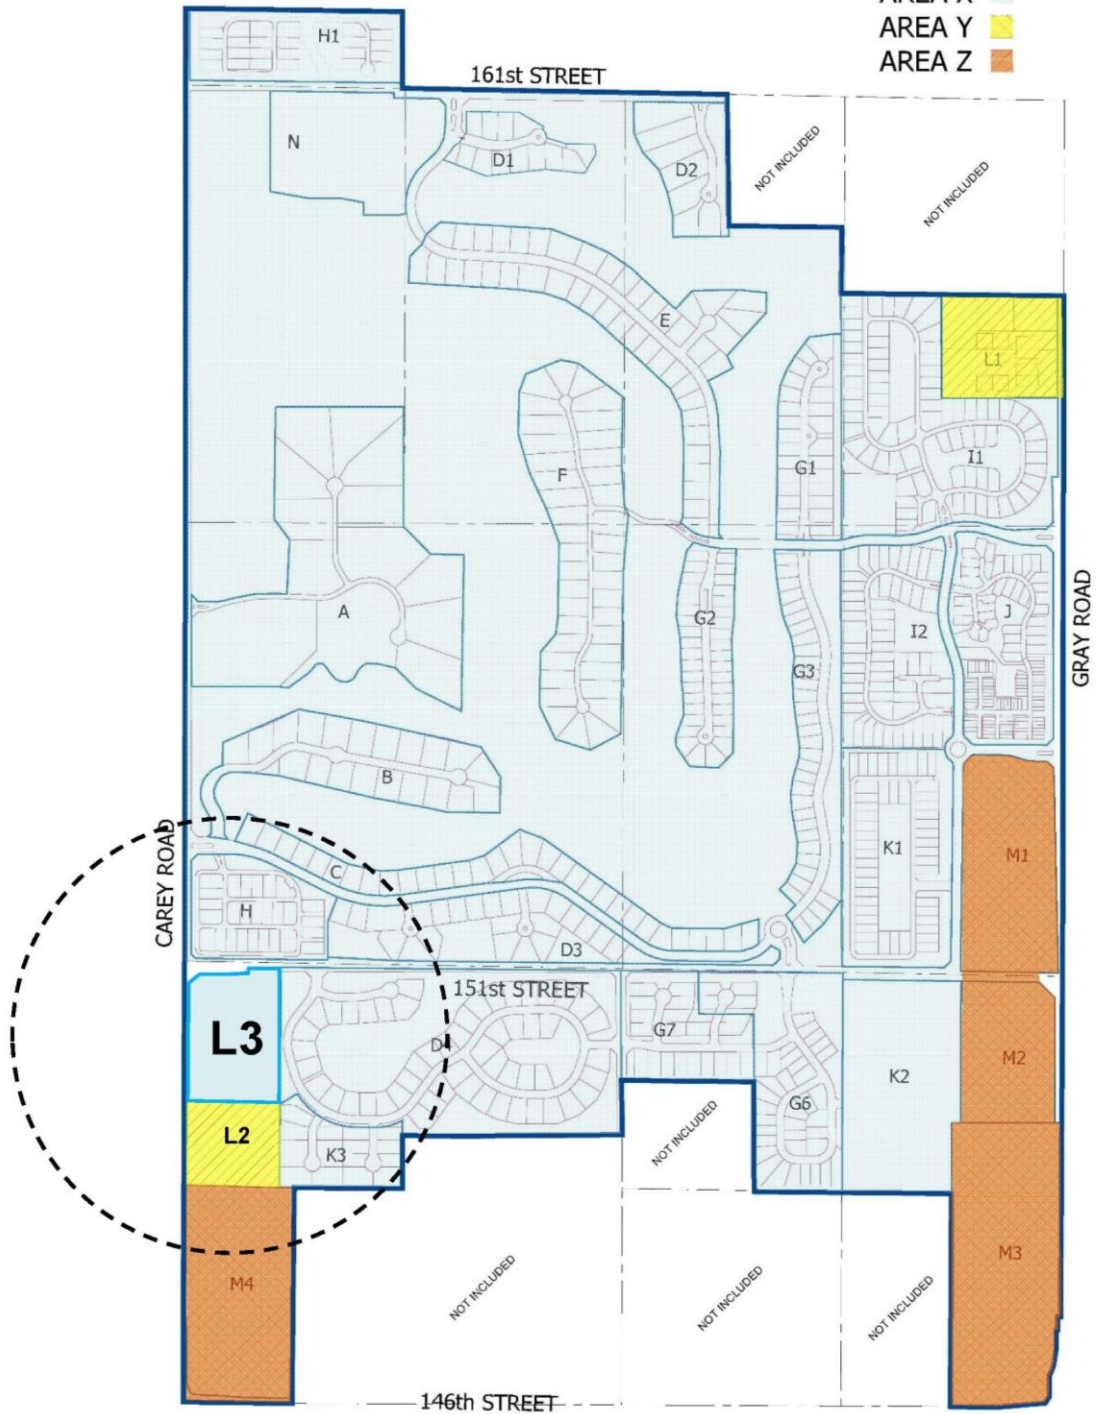 AREA X
AREA Y
AREA Z
H1
161st STREET
N
D1
D2
NOT INCLUDED
NOT INCLUDED
E
L1
F
G1
I1
A
G2
G3
I2
J
GRAY ROAD
B
CAREY ROAD
C
K1
M1
H
D3
L3
151st STREET
D
G7
K2
M2
G6
L2
K3
NOT INCLUDED
M4
M3
NOT INCLUDED
NOT INCLUDED
NOT INCLUDED
146th STREET